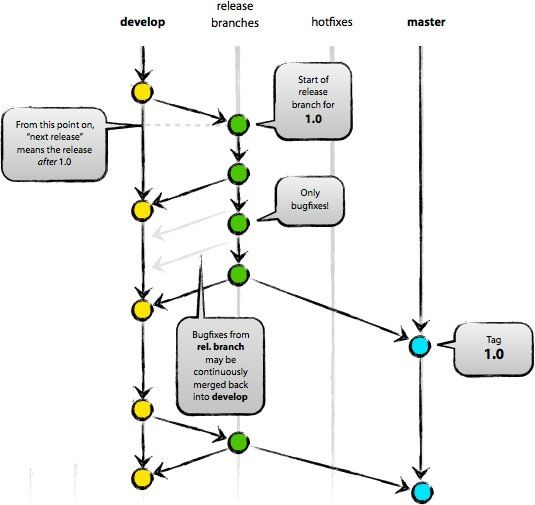 develop
release
branches
hotfixes
master
Start of
release
branch for
1.0
From this point on,
“next release”
means the release
after 1.0
Only
bugfixes!
Bugfixes from
rel. branch
may be
continuously
merged back
into develop
Tag
1.0